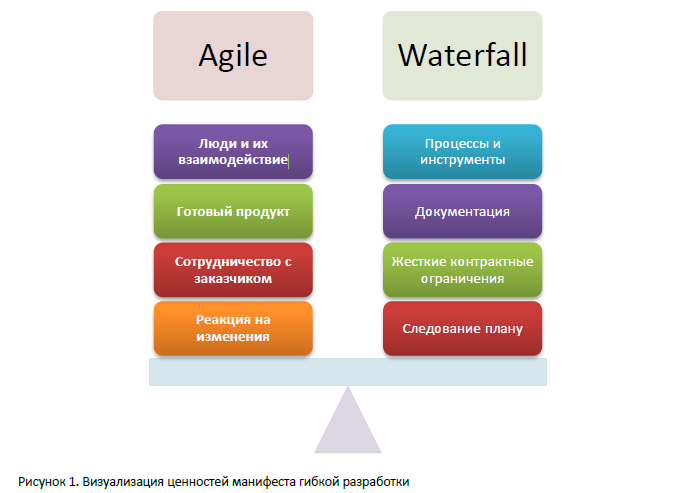 Agile
Waterfall
Люди и их
взаимодействие
Процессы и
инструменты
Готовый продукт
Документация
Сотрудничество с
заказчиком
Жесткие контрактные
ограничения
Реакция на
изменения
Следование плану
Рисунок 1. Визуализация ценностей манифеста гибкой разработки